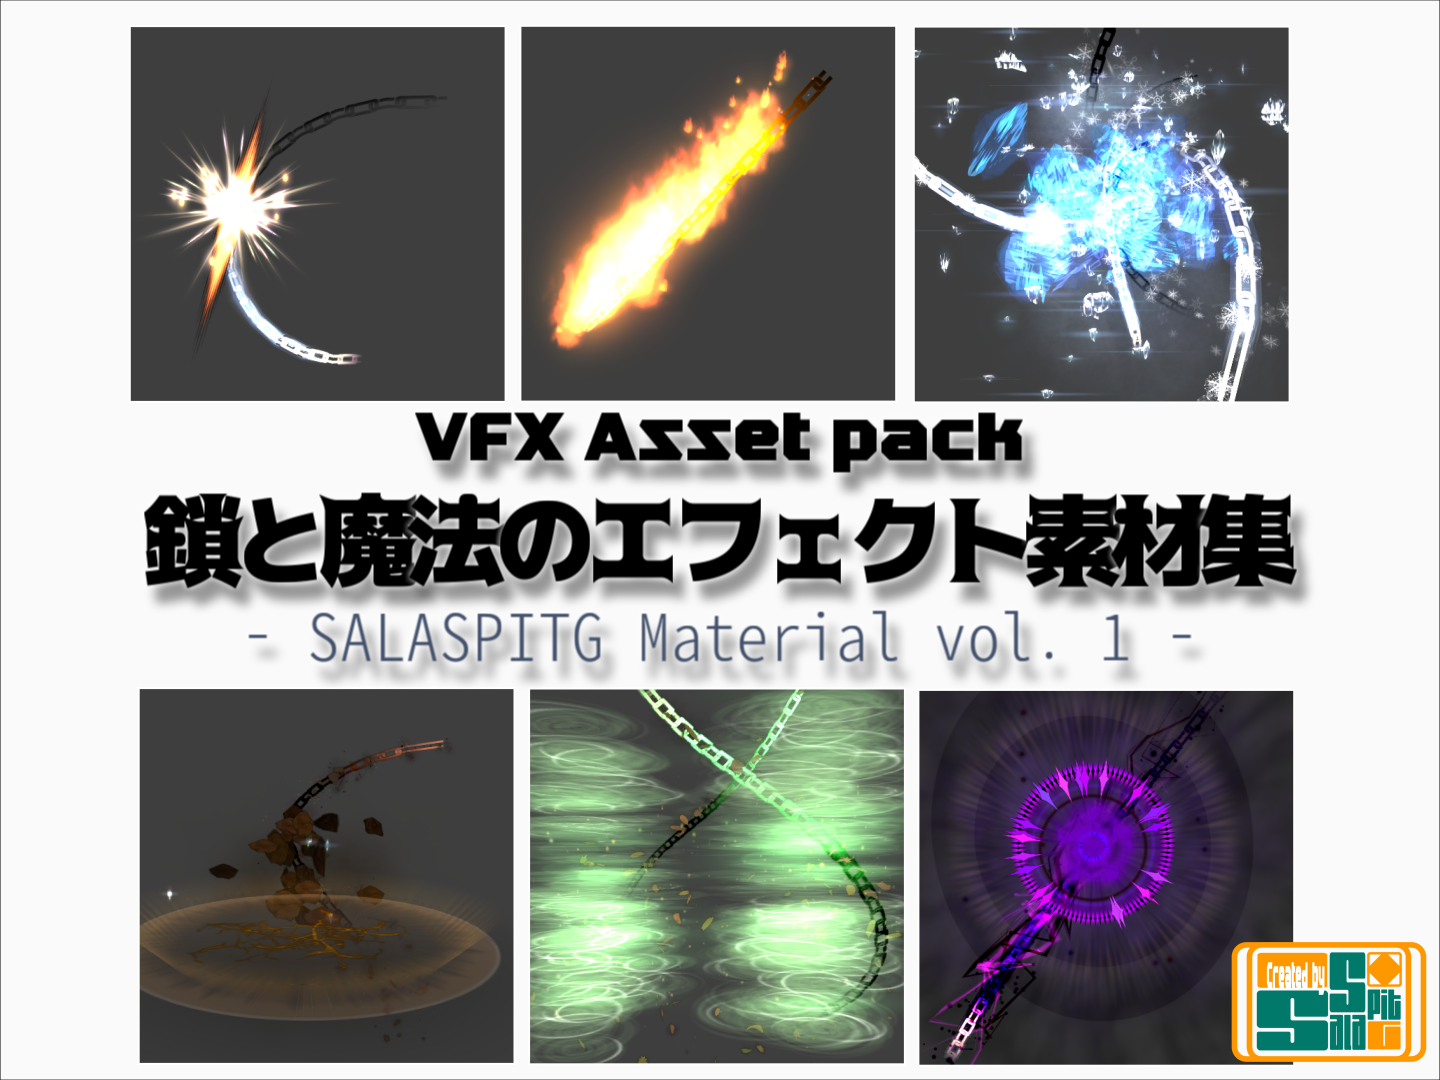 VFX Asset pack
鎖と魔法のエフェクト素材集
- SALASPITG Material vol. 1 -
Created by
SalaSpitG